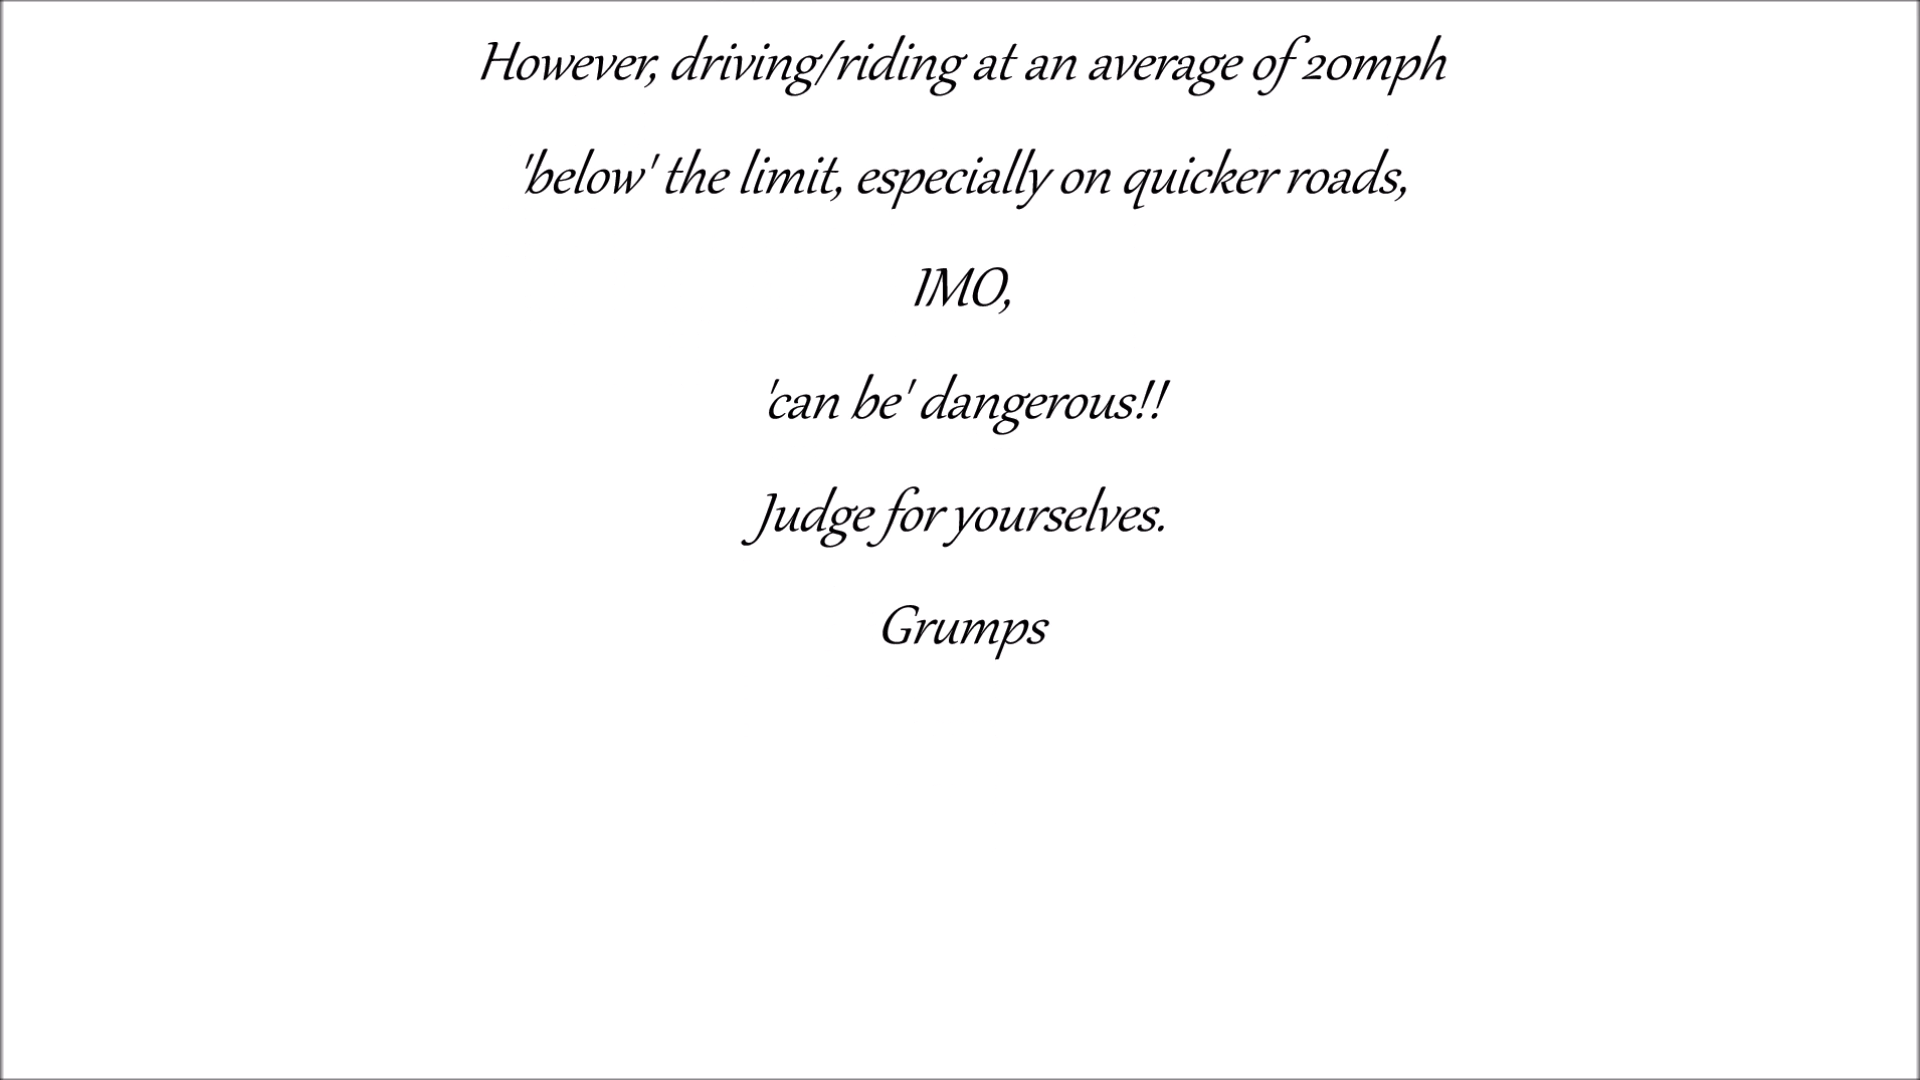 However, driving/riding at an average of 20mph
'below' the limit, especially on quicker roads,
IMO,
'can be' dangerous!!
Judge for yourselves.
Grumps